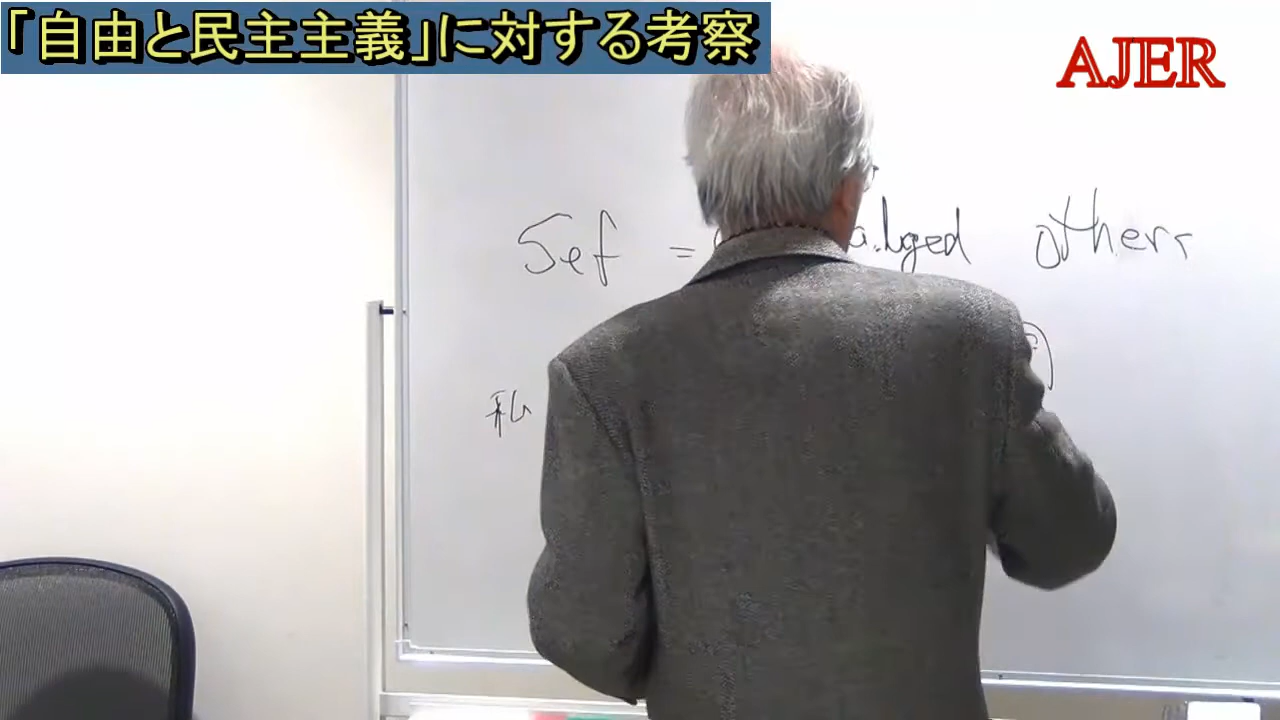 「自由と民主主義」に対する考察
AJER
Sef = others
私